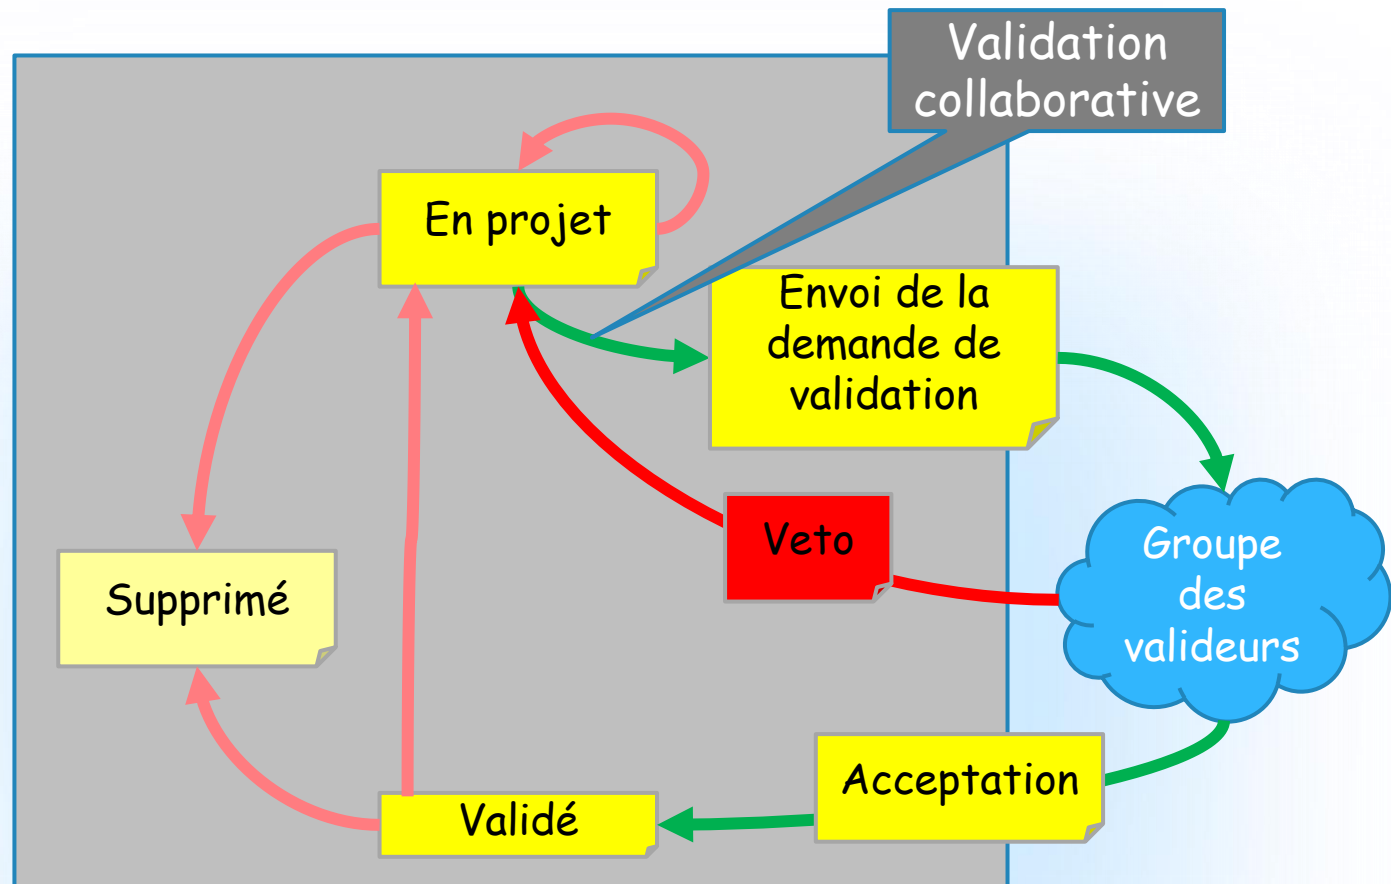 Validation
collaborative
En projet
Envoi de la
demande de
validation
Veto
Groupe
des
valideurs
Supprimé
Acceptation
Validé